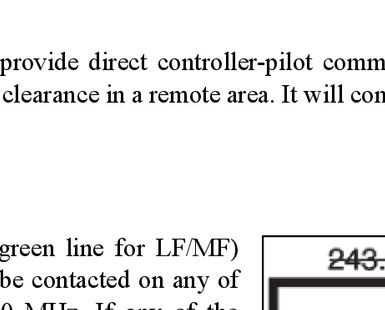 provide direct controller-pilot comm
clearance in a remote area. It will con
green line for LF/MF)
243.
be contacted on any of
0 MHz. If any of the